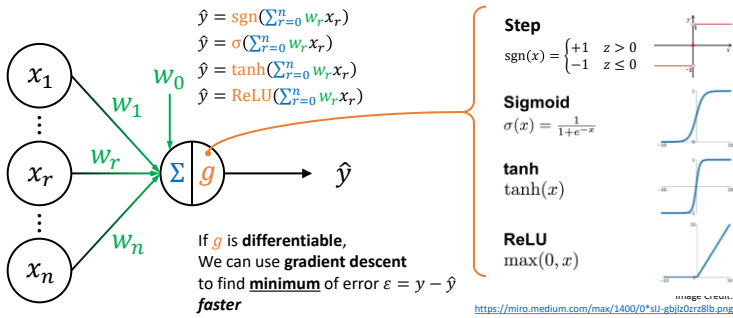 ŷ = sgn(∑ⁿᵣ₌₀ wᵣxᵣ)
ŷ = σ(∑ⁿᵣ₌₀ wᵣxᵣ)
ŷ = tanh(∑ⁿᵣ₌₀ wᵣxᵣ)
ŷ = ReLU(∑ⁿᵣ₌₀ wᵣxᵣ)
x₁
w₁
w₀
xᵣ
wᵣ
Σ g
ŷ
xₙ
wₙ
If g is differentiable,
We can use gradient descent
to find minimum of error ε = y − ŷ
faster
Step
sgn(x) = {+1 z > 0
−1 z ≤ 0
Sigmoid
σ(x) = 1/(1+e⁻ˣ)
tanh
tanh(x)
ReLU
max(0, x)
Image Credit:
https://miro.medium.com/max/1400/0*sIJ-gbjlz0zrz8lb.png